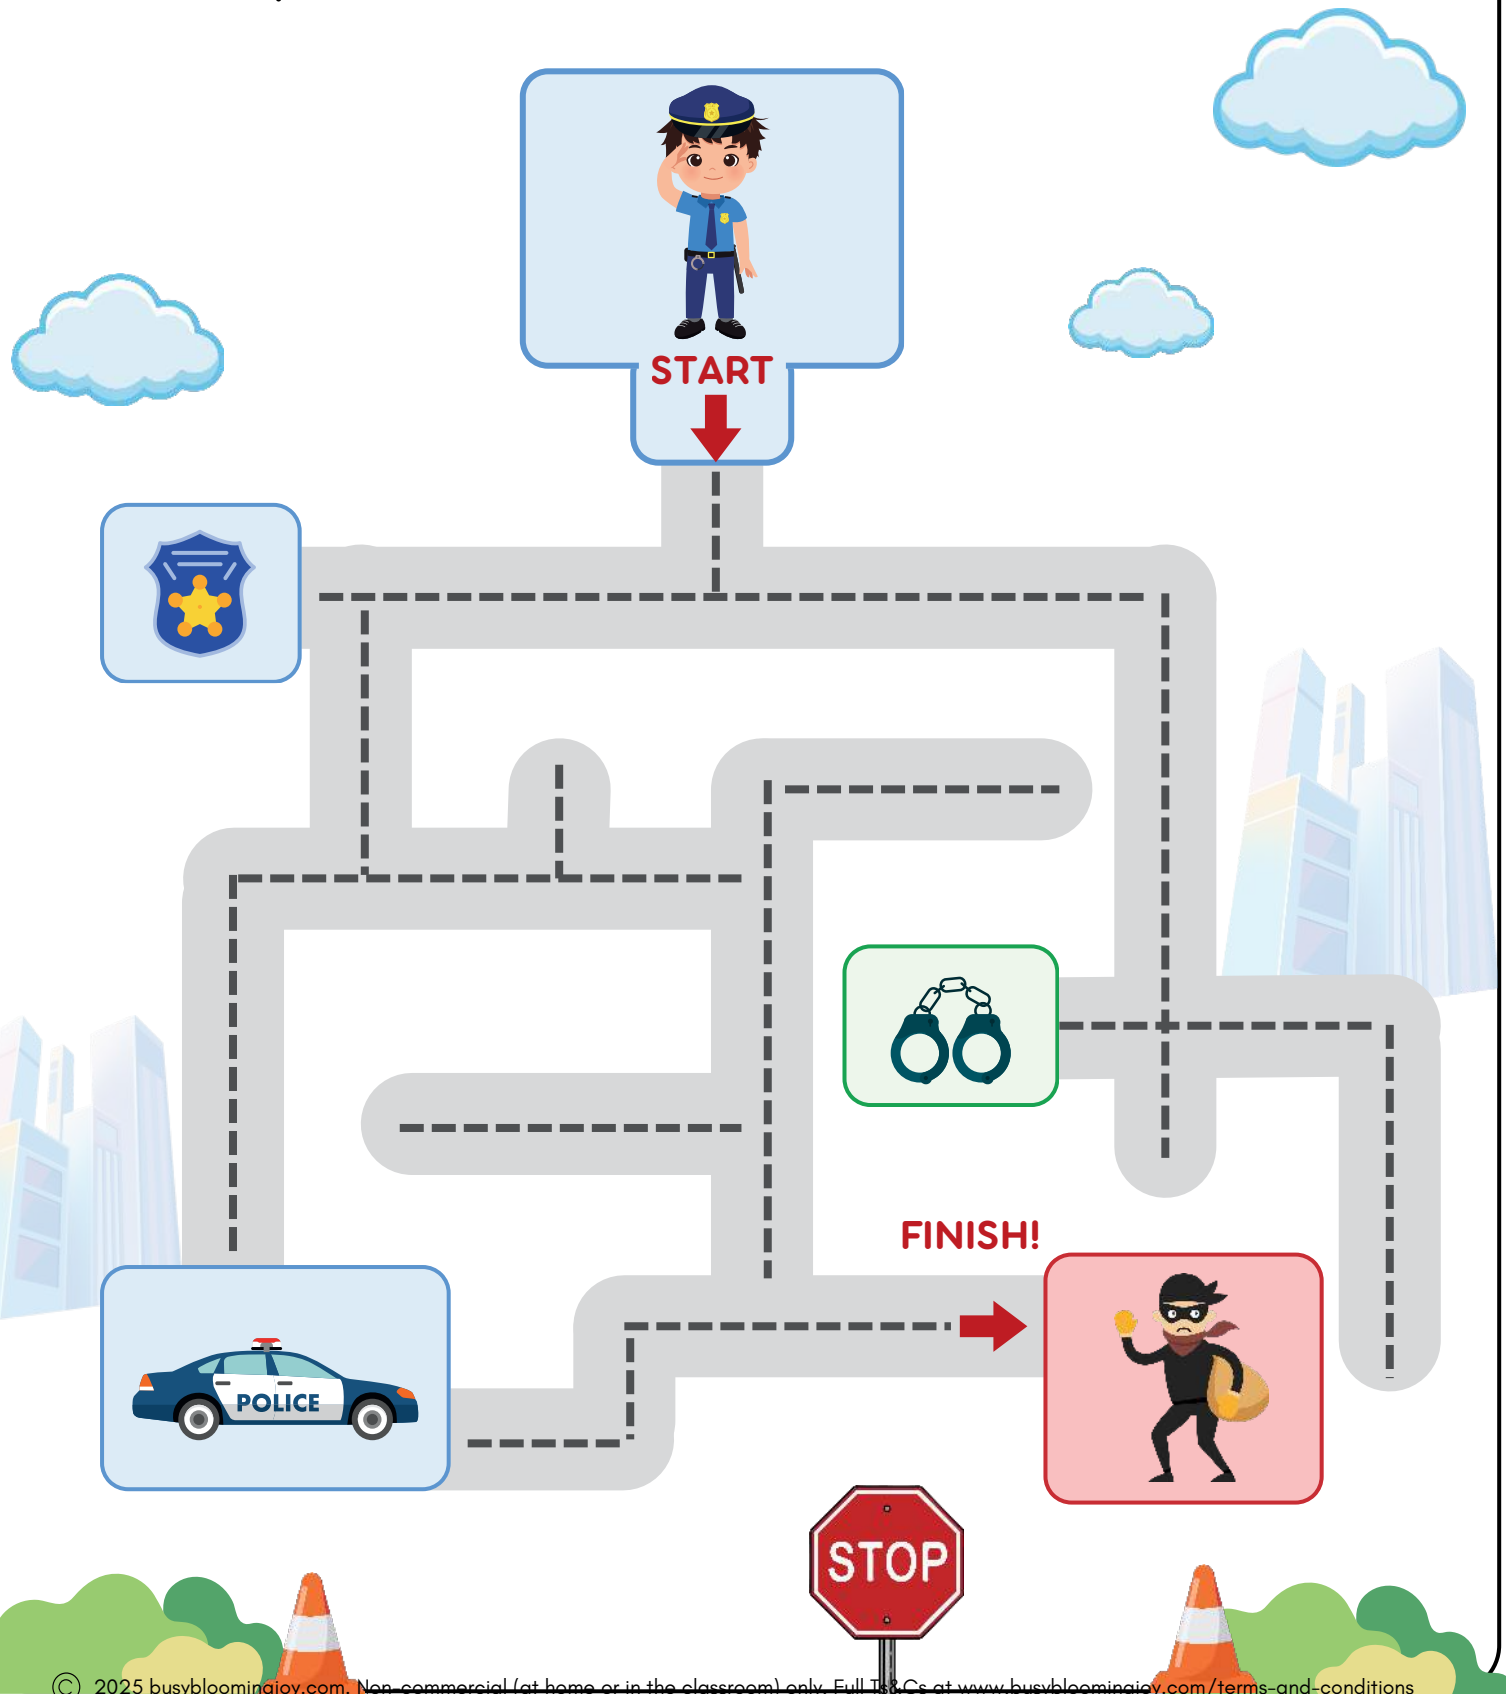 START
FINISH!
POLICE
STOP
© 2025 busybloomingjoy.com. Non-commercial (at home or in the classroom) only. Full Ts&Cs at www.busybloomingjoy.com/terms-and-conditions